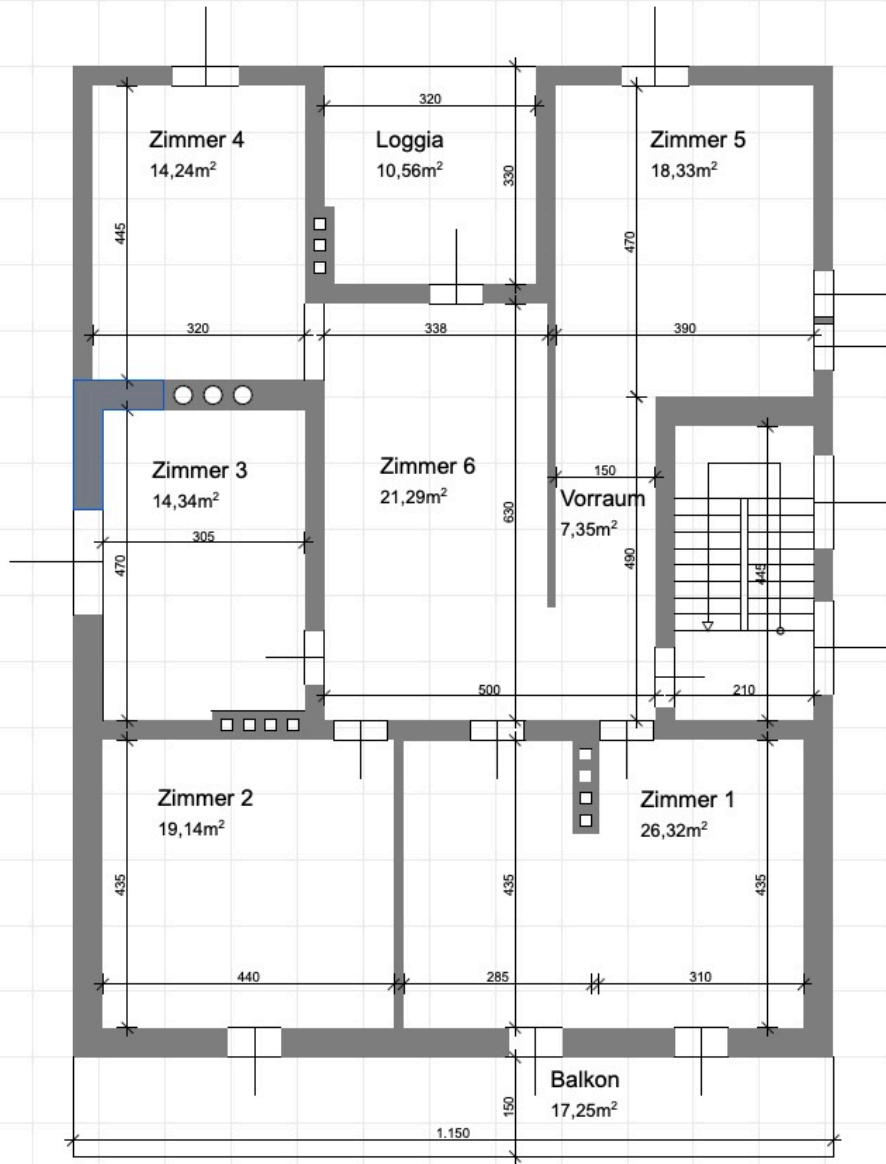 320
Zimmer 4
14,24m²
Loggia
10,56m²
Zimmer 5
18,33m²
330
445
470
320
338
390
Zimmer 3
14,34m²
Zimmer 6
21,29m²
150
Vorraum
7,35m²
630
305
470
490
445
500
210
Zimmer 2
19,14m²
Zimmer 1
26,32m²
435
435
435
440
285
310
Balkon
17,25m²
150
1.150